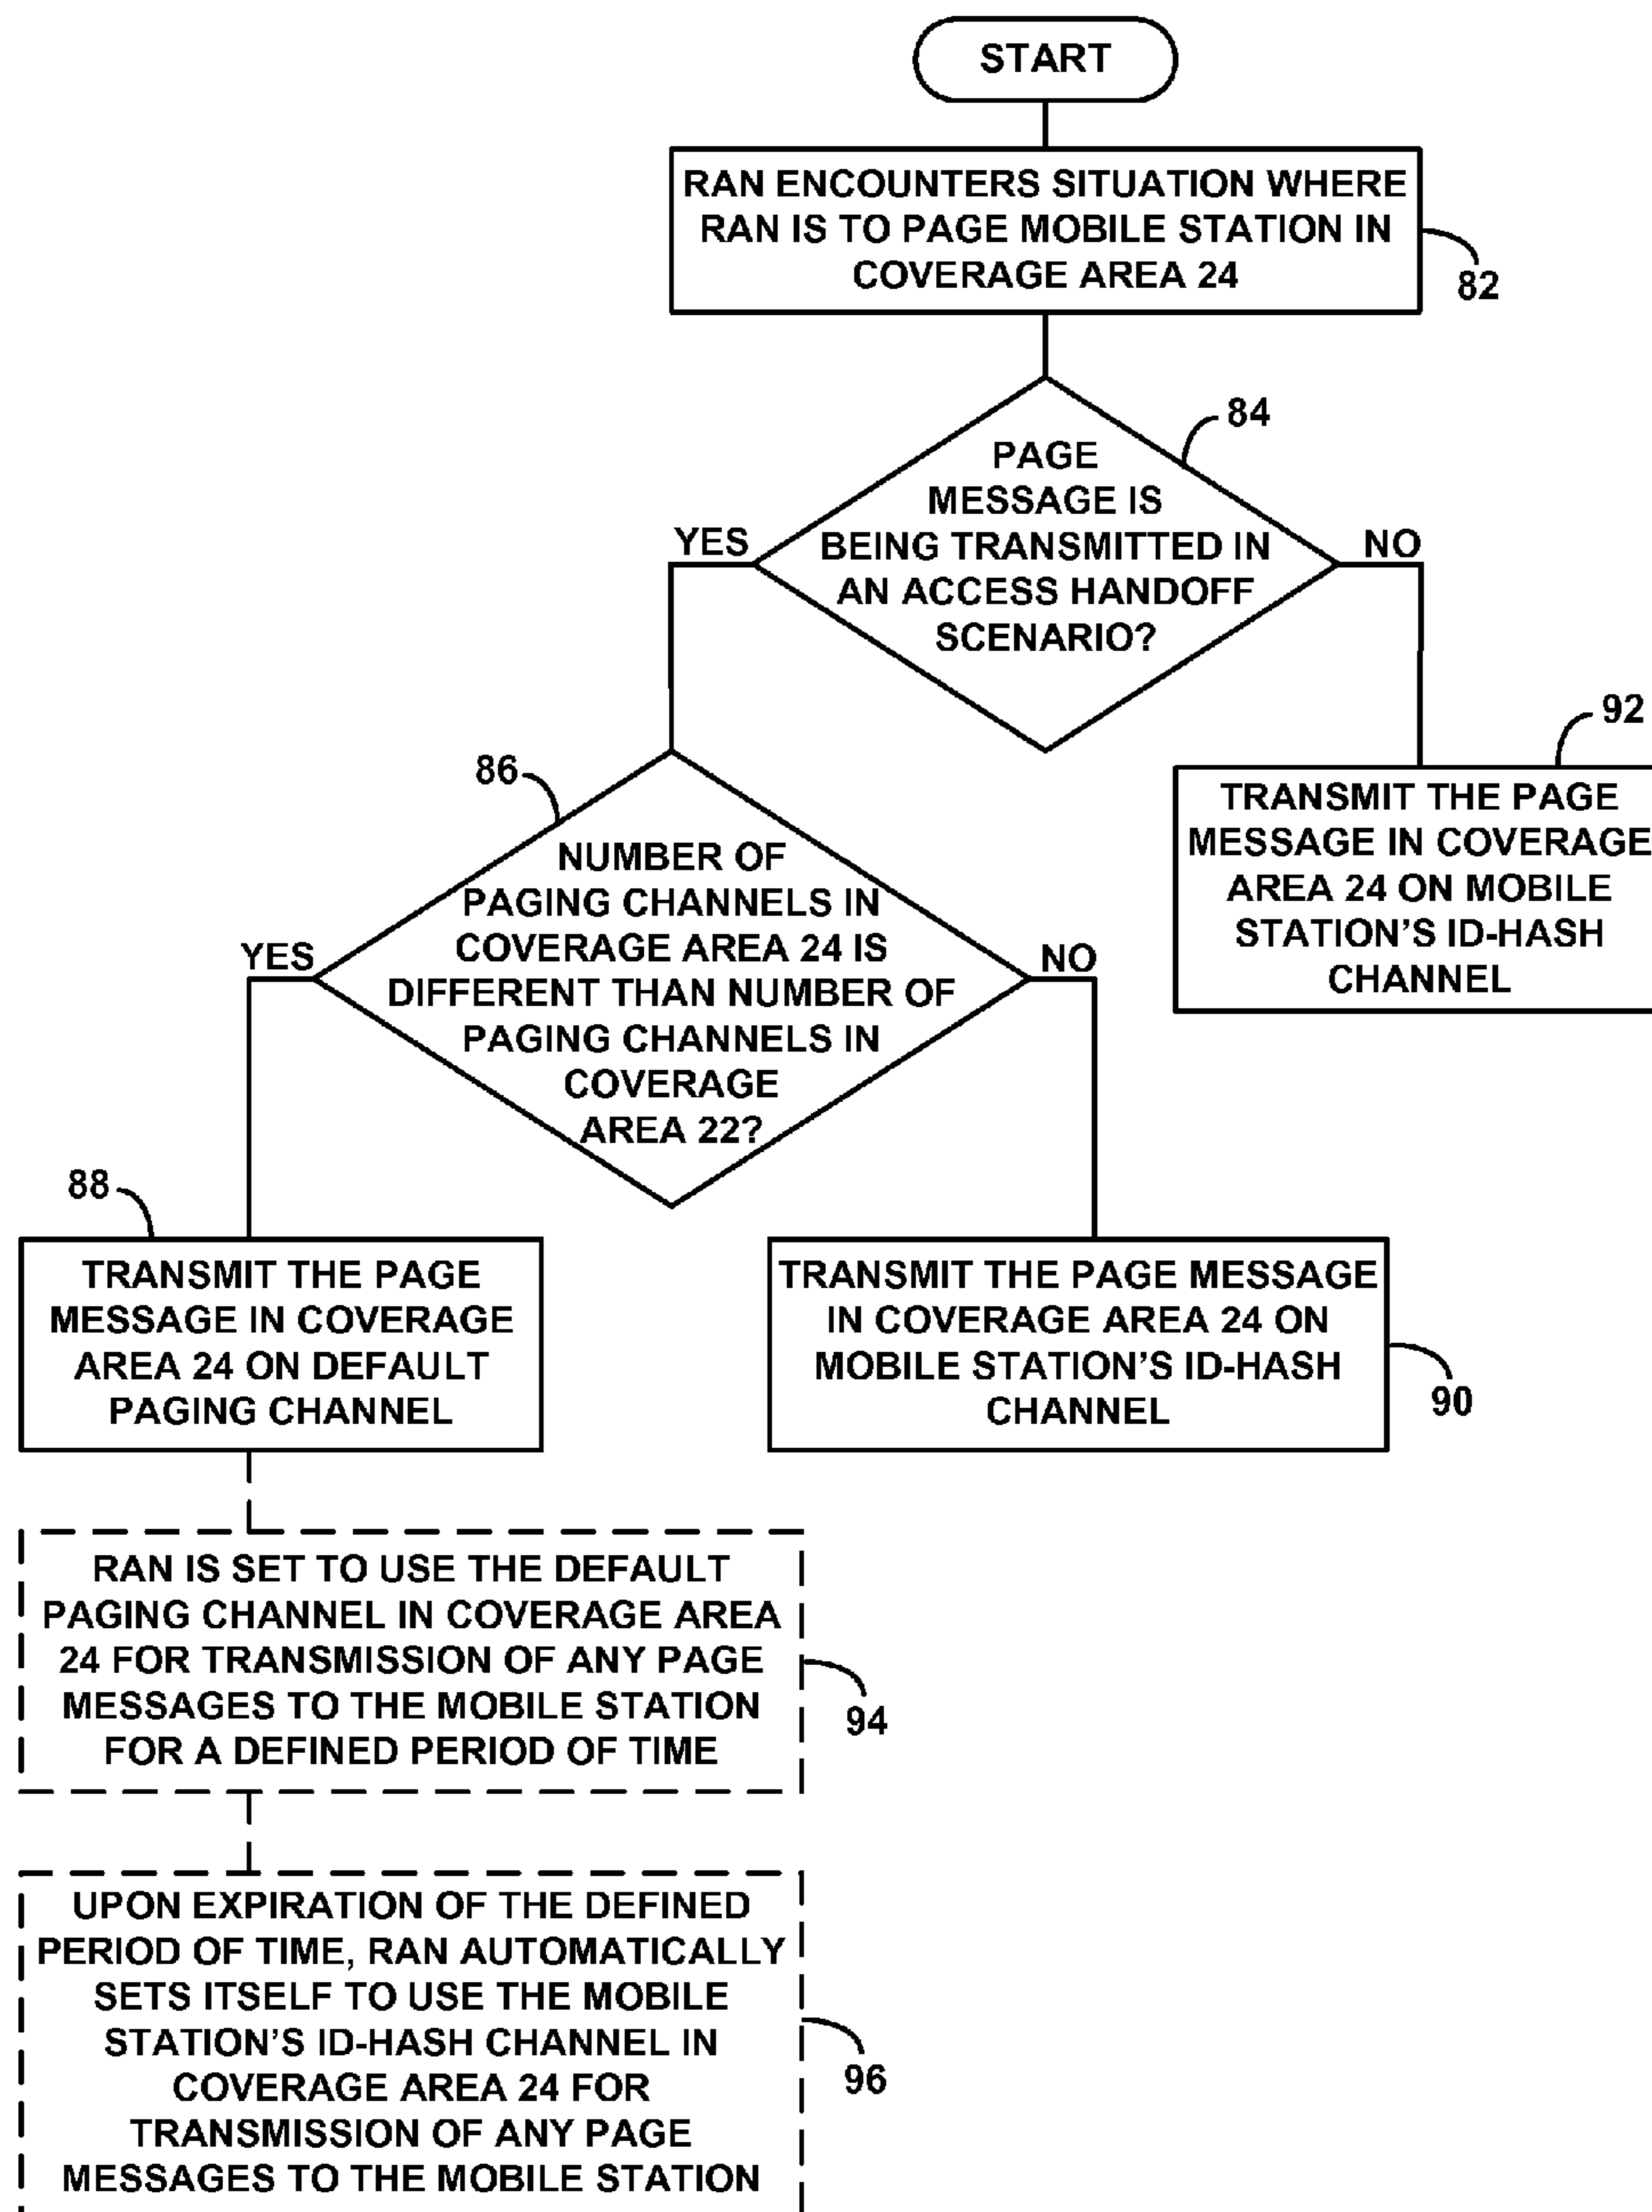 START
RAN ENCOUNTERS SITUATION WHERE
RAN IS TO PAGE MOBILE STATION IN
COVERAGE AREA 24
82
84
PAGE
MESSAGE IS
BEING TRANSMITTED IN
AN ACCESS HANDOFF
SCENARIO?
YES
NO
92
TRANSMIT THE PAGE
MESSAGE IN COVERAGE
AREA 24 ON MOBILE
STATION'S ID-HASH
CHANNEL
86
NUMBER OF
PAGING CHANNELS IN
COVERAGE AREA 24 IS
DIFFERENT THAN NUMBER OF
PAGING CHANNELS IN
COVERAGE
AREA 22?
YES
NO
88
TRANSMIT THE PAGE
MESSAGE IN COVERAGE
AREA 24 ON DEFAULT
PAGING CHANNEL
TRANSMIT THE PAGE MESSAGE
IN COVERAGE AREA 24 ON
MOBILE STATION'S ID-HASH
CHANNEL
90
RAN IS SET TO USE THE DEFAULT
PAGING CHANNEL IN COVERAGE AREA
24 FOR TRANSMISSION OF ANY PAGE
MESSAGES TO THE MOBILE STATION
FOR A DEFINED PERIOD OF TIME
94
UPON EXPIRATION OF THE DEFINED
PERIOD OF TIME, RAN AUTOMATICALLY
SETS ITSELF TO USE THE MOBILE
STATION'S ID-HASH CHANNEL IN
COVERAGE AREA 24 FOR
TRANSMISSION OF ANY PAGE
MESSAGES TO THE MOBILE STATION
96